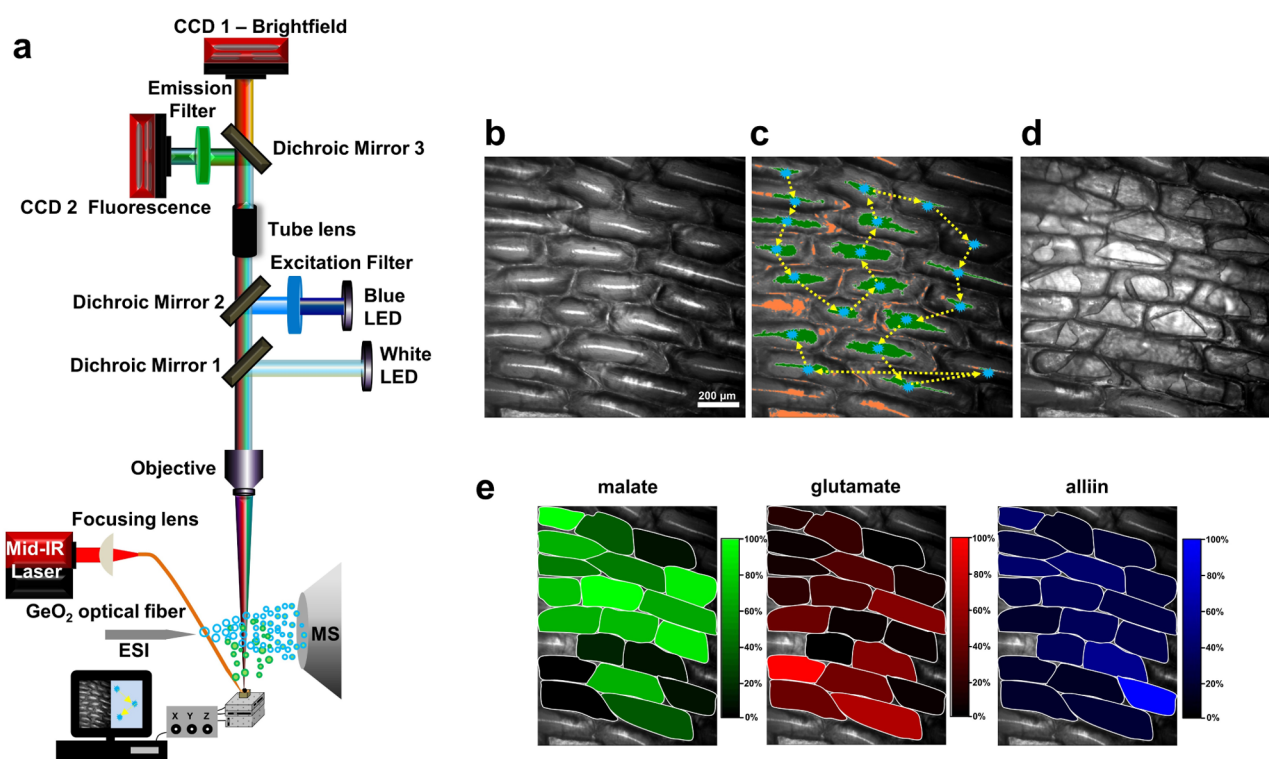 a
CCD 1 – Brightfield
Emission
Filter
Dichroic Mirror 3
CCD 2 Fluorescence
Tube lens
Excitation Filter
Dichroic Mirror 2
Blue
LED
Dichroic Mirror 1
White
LED
Objective
Focusing lens
Mid-IR
Laser
GeO2 optical fiber
ESI
MS
X Y Z
b
200 µm
c
d
e
malate
100%
80%
60%
40%
20%
0%
glutamate
100%
80%
60%
40%
20%
0%
alliin
100%
80%
60%
40%
20%
0%